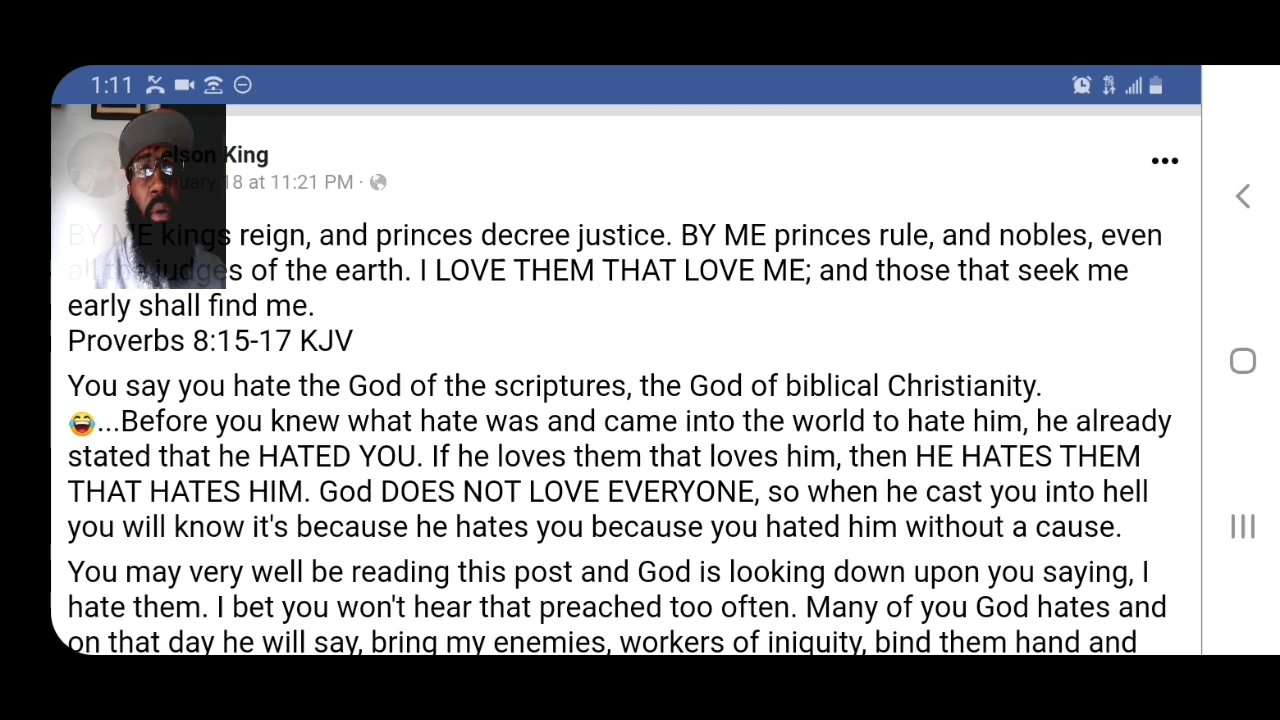 1:11
elson King
nuary 18 at 11:21 PM ·
BY ME kings reign, and princes decree justice. BY ME princes rule, and nobles, even
all the judges of the earth. I LOVE THEM THAT LOVE ME; and those that seek me
early shall find me.
Proverbs 8:15-17 KJV
You say you hate the God of the scriptures, the God of biblical Christianity.
😂...Before you knew what hate was and came into the world to hate him, he already
stated that he HATED YOU. If he loves them that loves him, then HE HATES THEM
THAT HATES HIM. God DOES NOT LOVE EVERYONE, so when he cast you into hell
you will know it's because he hates you because you hated him without a cause.
You may very well be reading this post and God is looking down upon you saying, I
hate them. I bet you won't hear that preached too often. Many of you God hates and
on that day he will say, bring my enemies, workers of iniquity, bind them hand and